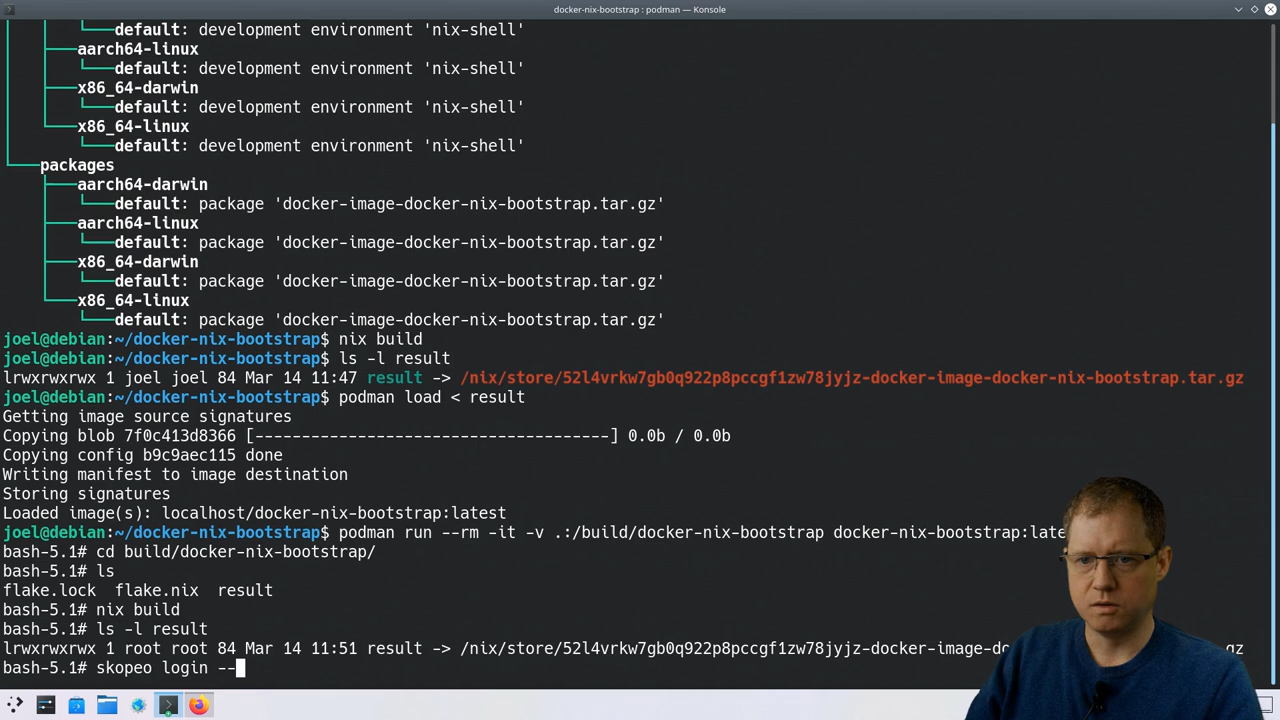 docker-nix-bootstrap : podman — Konsole
default: development environment 'nix-shell'
aarch64-linux
default: development environment 'nix-shell'
x86_64-darwin
default: development environment 'nix-shell'
x86_64-linux
default: development environment 'nix-shell'
packages
aarch64-darwin
default: package 'docker-image-docker-nix-bootstrap.tar.gz'
aarch64-linux
default: package 'docker-image-docker-nix-bootstrap.tar.gz'
x86_64-darwin
default: package 'docker-image-docker-nix-bootstrap.tar.gz'
x86_64-linux
default: package 'docker-image-docker-nix-bootstrap.tar.gz'
joel@debian:~/docker-nix-bootstrap$ nix build
joel@debian:~/docker-nix-bootstrap$ ls -l result
lrwxrwxrwx 1 joel joel 84 Mar 14 11:47 result -> /nix/store/52l4vrkw7gb0q922p8pccgf1zw78jyjz-docker-image-docker-nix-bootstrap.tar.gz
joel@debian:~/docker-nix-bootstrap$ podman load < result
Getting image source signatures
Copying blob 7f0c413d8366 [--------------------------------------] 0.0b / 0.0b
Copying config b9c9aec115 done
Writing manifest to image destination
Storing signatures
Loaded image(s): localhost/docker-nix-bootstrap:latest
joel@debian:~/docker-nix-bootstrap$ podman run --rm -it -v .:/build/docker-nix-bootstrap docker-nix-bootstrap:late
bash-5.1# cd build/docker-nix-bootstrap/
bash-5.1# ls
flake.lock  flake.nix  result
bash-5.1# nix build
bash-5.1# ls -l result
lrwxrwxrwx 1 root root 84 Mar 14 11:51 result -> /nix/store/52l4vrkw7gb0q922p8pccgf1zw78jyjz-docker-image-do gz
bash-5.1# skopeo login --